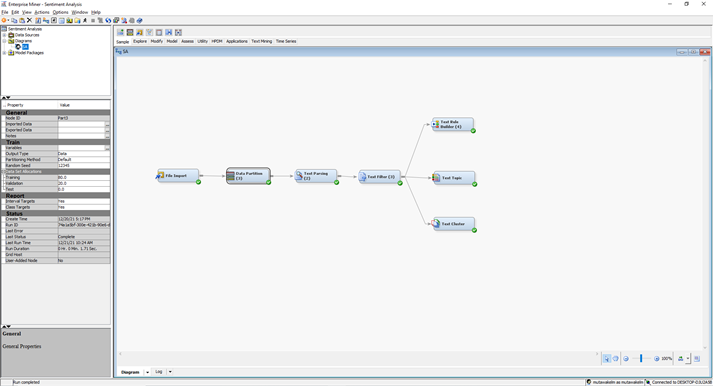 Enterprise Miner - Sentiment Analysis
File Edit View Actions Options Window Help
Sentiment Analyses
Data Sources
Diagrams
SA
Model Packages
Sample Explore Modify Model Assess Utility HPDM Applications Text Mining Time Series
SA
Property Value
General
Node ID Part3
Imported Data
Exported Data
Notes
Train
Variables
Output Type Data
Partitioning Method Default
Random Seed 12345
Data Set Allocations
Training 80.0
Validation 20.0
Test 0.0
Report
Interval Targets Yes
Class Targets Yes
Status
Create Time 12/20/21 5:17 PM
Run ID
Last Error
Last Status Complete
Last Run Time 12/21/21 10:24 AM
Run Duration 0 Hr. 0 Min. 1.71 Sec.
Grid Host
User-Added Node No
General
General Properties
File Import
Data Partition
(3)
Text Parsing
(2)
Text Filter (3)
Text Rule
Builder (4)
Text Topic
Text Cluster
100%
Diagram Log
Run completed
mutawakelm as mutawakelm Connected to DESKTOP-